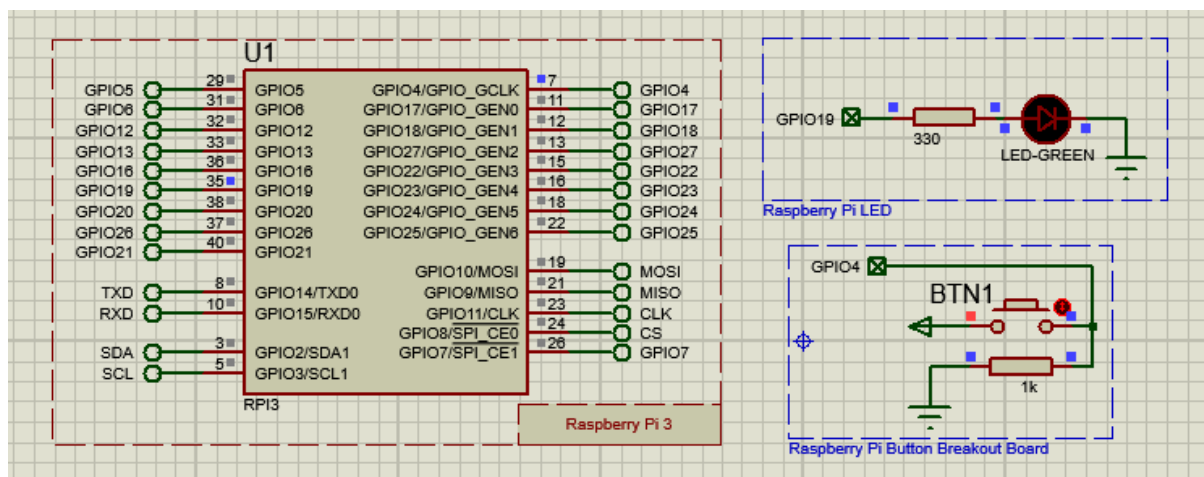 U1
GPIO5 29 GPIO5 GPIO4/GPIO_GCLK 7 GPIO4
GPIO6 31 GPIO6 GPIO17/GPIO_GEN0 11 GPIO17
GPIO12 32 GPIO12 GPIO18/GPIO_GEN1 12 GPIO18
GPIO13 33 GPIO13 GPIO27/GPIO_GEN2 13 GPIO27
GPIO16 36 GPIO16 GPIO22/GPIO_GEN3 15 GPIO22
GPIO19 35 GPIO19 GPIO23/GPIO_GEN4 16 GPIO23
GPIO20 38 GPIO20 GPIO24/GPIO_GEN5 18 GPIO24
GPIO26 37 GPIO26 GPIO25/GPIO_GEN6 22 GPIO25
GPIO21 40 GPIO21
GPIO10/MOSI 19 MOSI
TXD 8 GPIO14/TXD0 GPIO9/MISO 21 MISO
RXD 10 GPIO15/RXD0 GPIO11/CLK 23 CLK
GPIO8/SPI_CE0 24 CS
SDA 3 GPIO2/SDA1 GPIO7/SPI_CE1 26 GPIO7
SCL 5 GPIO3/SCL1
RPI3
Raspberry Pi 3
GPIO19
330
LED-GREEN
Raspberry Pi LED
GPIO4
BTN1
1k
Raspberry Pi Button Breakout Board